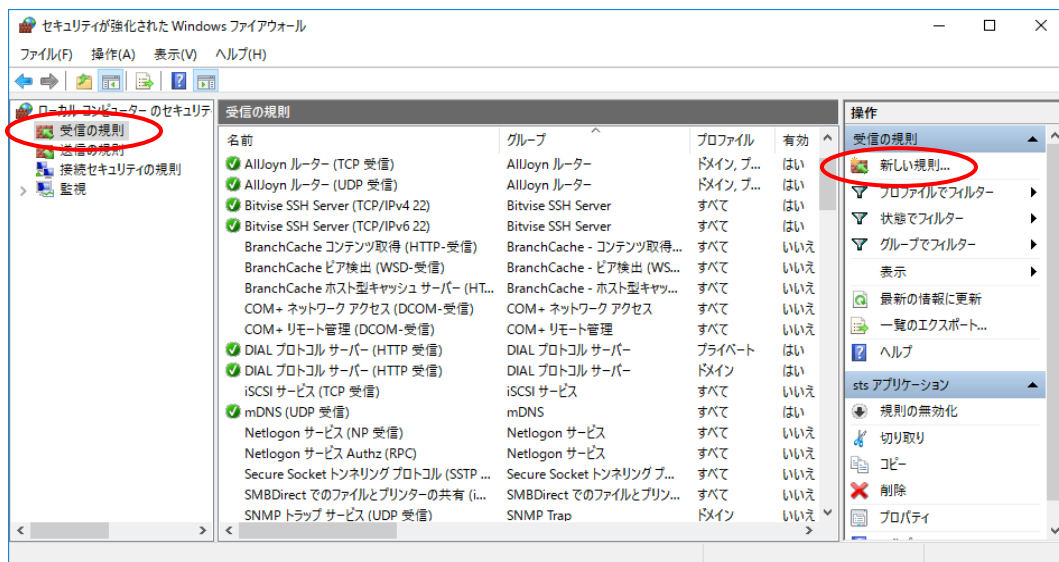 セキュリティが強化された Windows ファイアウォール
ファイル(F) 操作(A) 表示(V) ヘルプ(H)
ローカル コンピューター のセキュリテ
受信の規則
送信の規則
接続セキュリティの規則
監視
受信の規則
名前 グループ プロファイル 有効
AllJoyn ルーター (TCP 受信) AllJoyn ルーター ドメイン, プ... はい
AllJoyn ルーター (UDP 受信) AllJoyn ルーター ドメイン, プ... はい
Bitvise SSH Server (TCP/IPv4 22) Bitvise SSH Server すべて はい
Bitvise SSH Server (TCP/IPv6 22) Bitvise SSH Server すべて はい
BranchCache コンテンツ取得 (HTTP-受信) BranchCache - コンテンツ取得... すべて いいえ
BranchCache ピア検出 (WSD-受信) BranchCache - ピア検出 (WS... すべて いいえ
BranchCache ホスト型キャッシュ サーバー (HT... BranchCache - ホスト型キャッ... すべて いいえ
COM+ ネットワーク アクセス (DCOM-受信) COM+ ネットワーク アクセス すべて いいえ
COM+ リモート管理 (DCOM-受信) COM+ リモート管理 すべて いいえ
DIAL プロトコル サーバー (HTTP 受信) DIAL プロトコル サーバー プライベート はい
DIAL プロトコル サーバー (HTTP 受信) DIAL プロトコル サーバー ドメイン はい
iSCSI サービス (TCP 受信) iSCSI サービス すべて いいえ
mDNS (UDP 受信) mDNS すべて はい
Netlogon サービス (NP 受信) Netlogon サービス すべて いいえ
Netlogon サービス Authz (RPC) Netlogon サービス すべて いいえ
Secure Socket トンネリング プロトコル (SSTP ... Secure Socket トンネリング プ... すべて いいえ
SMBDirect でのファイルとプリンターの共有 (i... SMBDirect でのファイルとプリン... すべて いいえ
SNMP トラップ サービス (UDP 受信) SNMP Trap ドメイン いいえ
操作
受信の規則
新しい規則...
プロファイルでフィルター
状態でフィルター
グループでフィルター
表示
最新の情報に更新
一覧のエクスポート...
ヘルプ
sts アプリケーション
規則の無効化
切り取り
コピー
削除
プロパティ